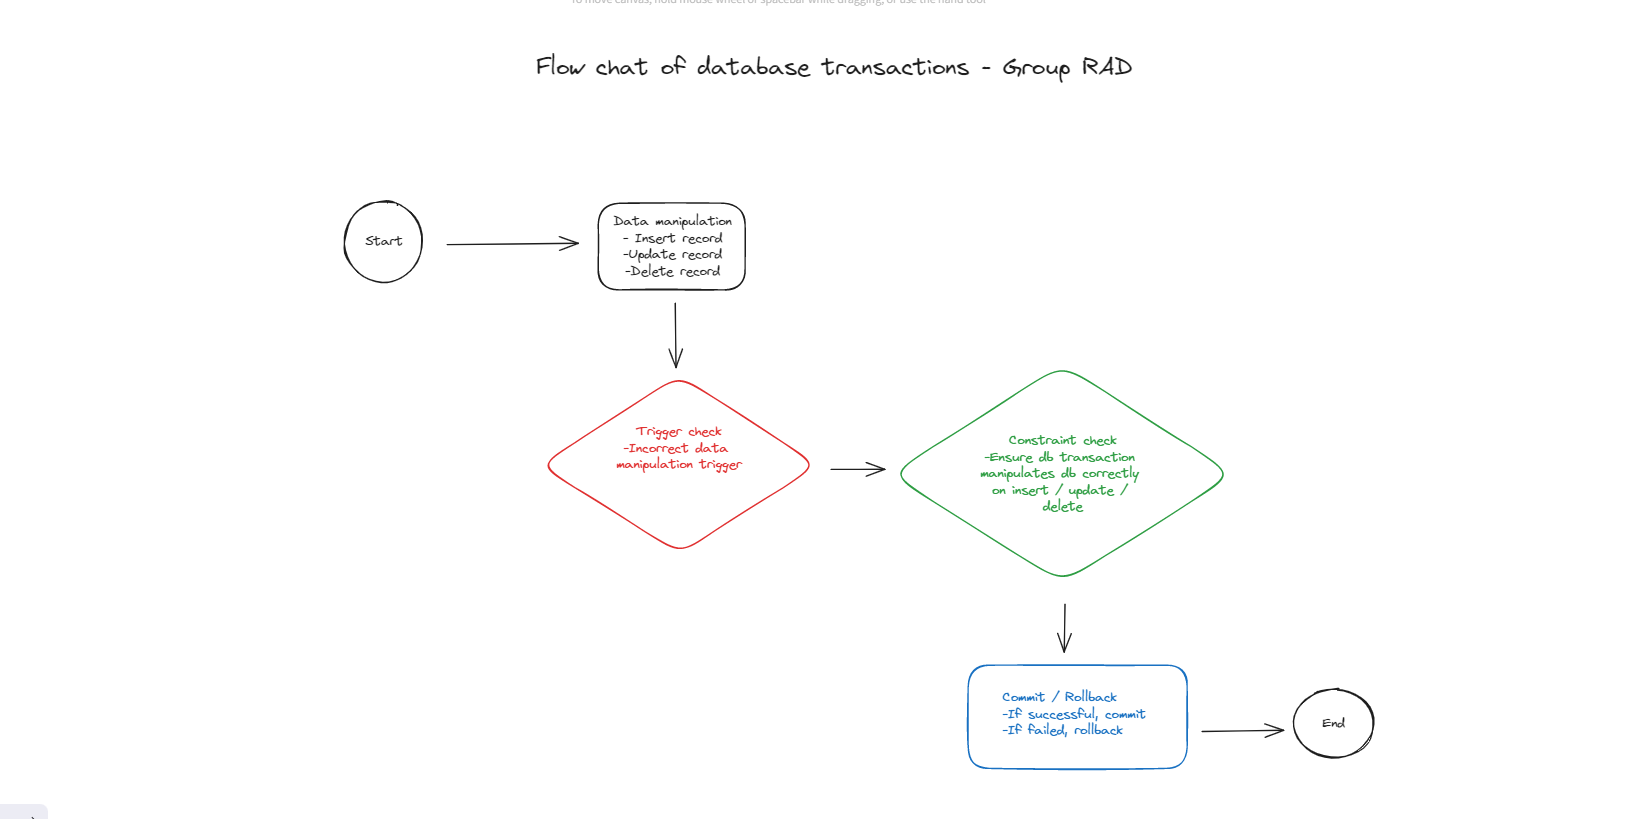 To move canvas, hold mouse wheel or spacebar while dragging, or use the hand tool
Flow chat of database transactions - Group RAD
Start
Data manipulation
- Insert record
-Update record
-Delete record
Trigger check
-Incorrect data
manipulation trigger
Constraint check
-Ensure db transaction
manipulates db correctly
on insert / update /
delete
Commit / Rollback
-If successful, commit
-If failed, rollback
End